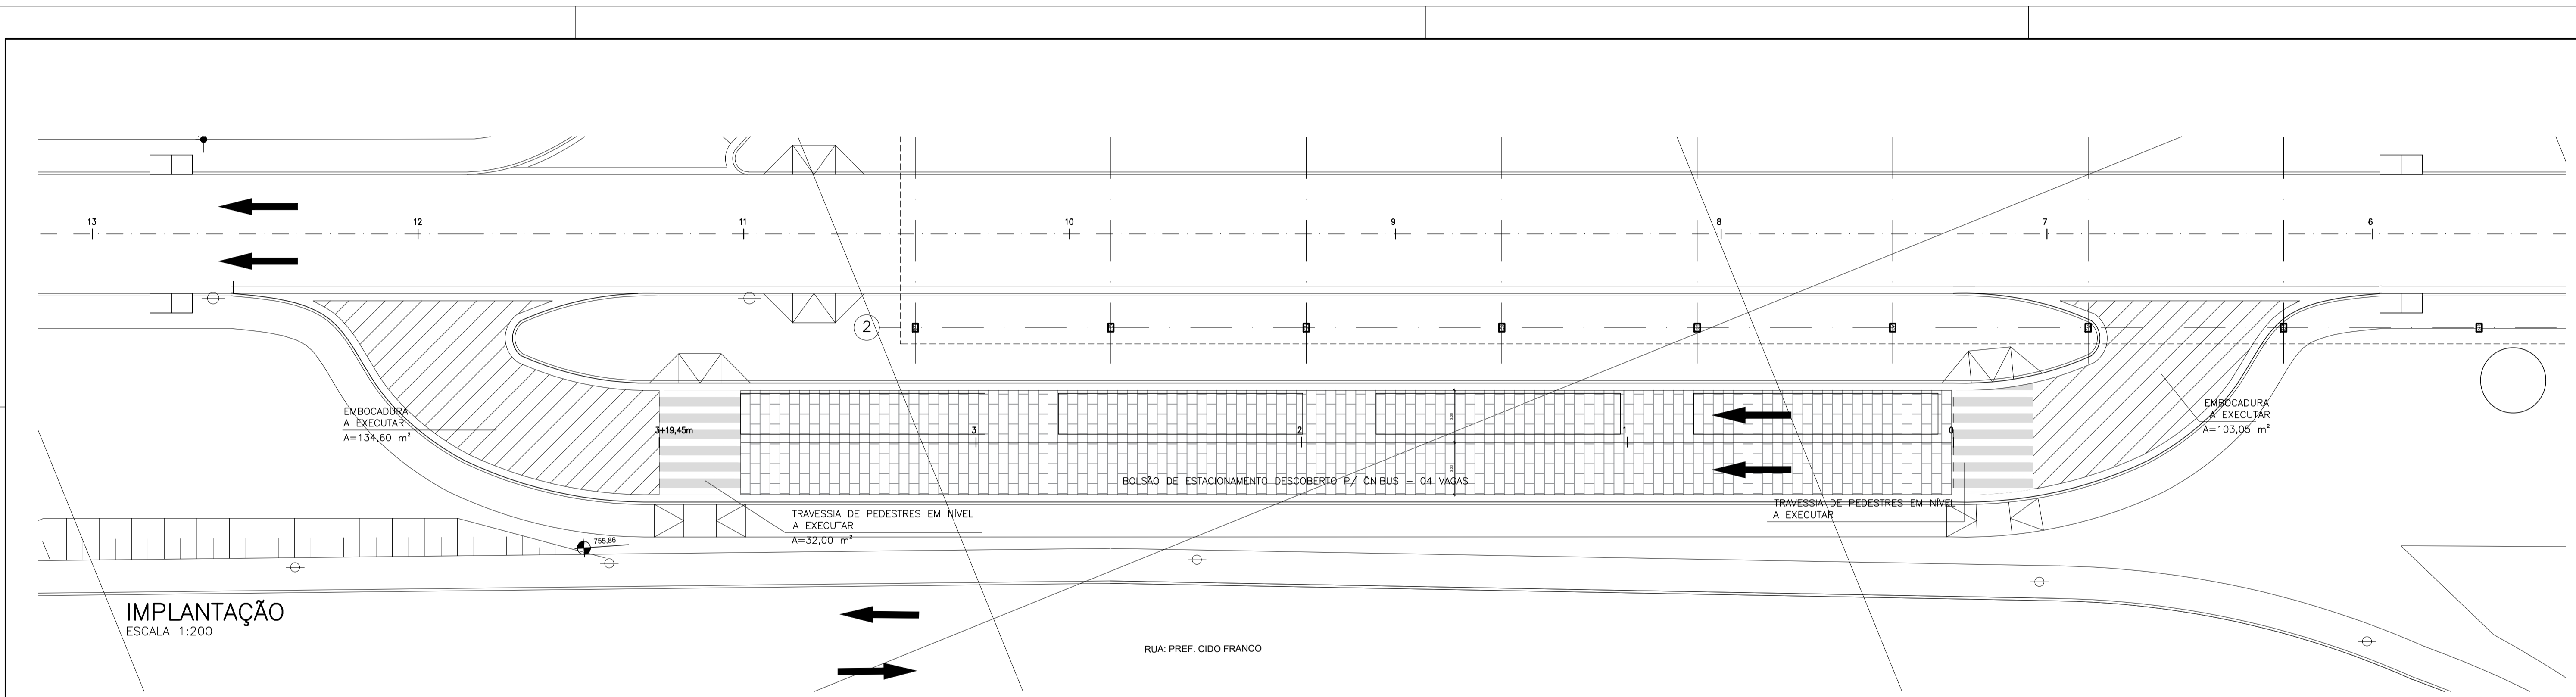 13
12
11
10
9
8
7
6
2
EMBOCADURA
A EXECUTAR
A=134,60 m²
3+19,45m
3
2
1
0
EMBOCADURA
A EXECUTAR
A=103,05 m²
BOLSÃO DE ESTACIONAMENTO DESCOBERTO P/ ÔNIBUS - 04 VAGAS
TRAVESSIA DE PEDESTRES EM NÍVEL
A EXECUTAR
A=32,00 m²
TRAVESSIA DE PEDESTRES EM NÍVEL
A EXECUTAR
755,86
IMPLANTAÇÃO
ESCALA 1:200
RUA: PREF. CIDO FRANCO